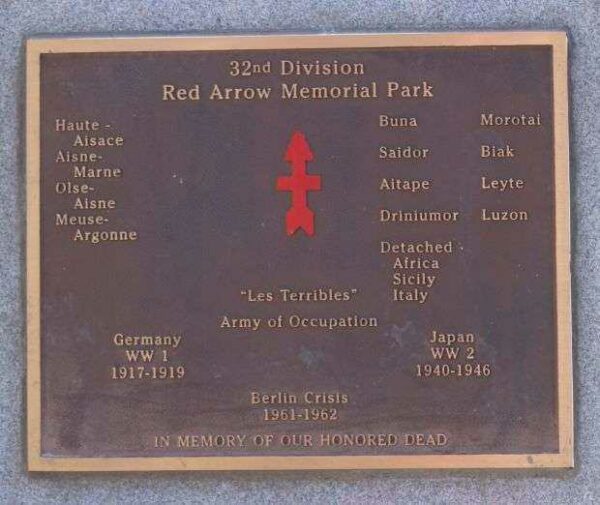 32nd Division
Red Arrow Memorial Park
Haute -
Aisace
Aisne-
Marne
Olse-
Aisne
Meuse-
Argonne
Buna Morotai
Saidor Biak
Aitape Leyte
Driniumor Luzon
Detached -
Africa
Sicily
Italy
"Les Terribles"
Army of Occupation
Germany
WW 1
1917-1919
Japan
WW 2
1940-1946
Berlin Crisis
1961-1962
IN MEMORY OF OUR HONORED DEAD